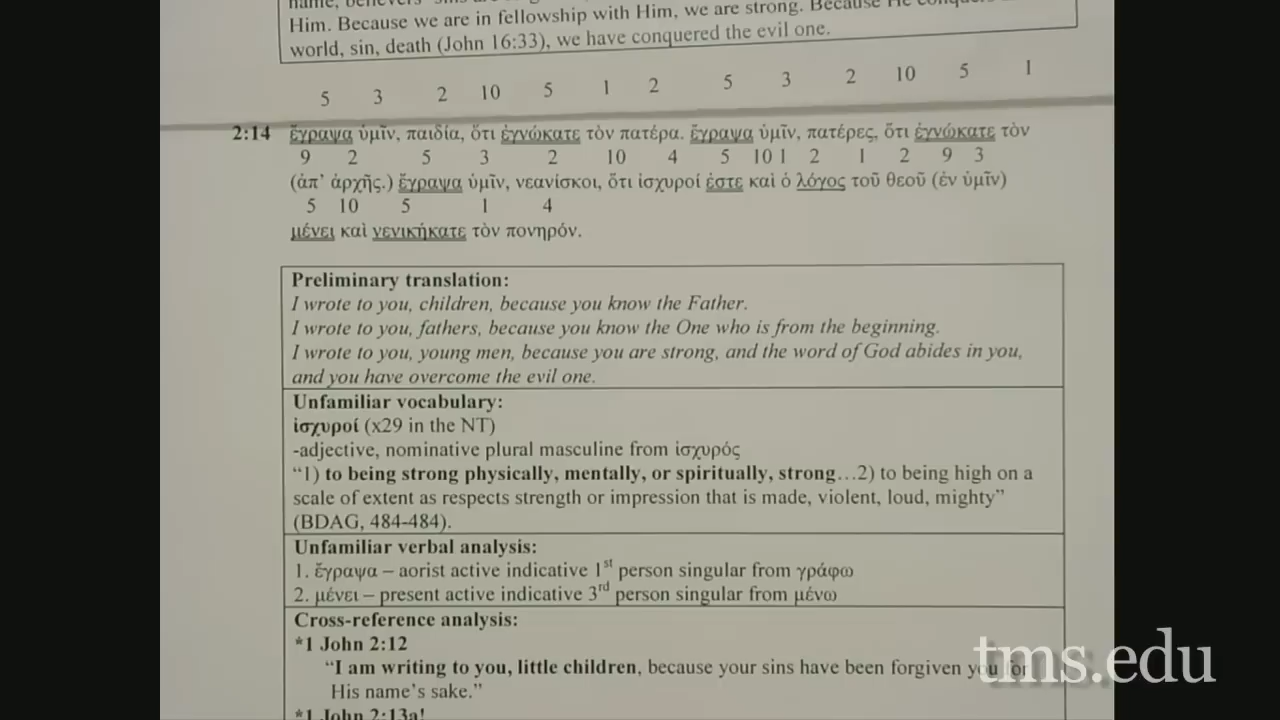 Him. Because we are in fellowship with Him, we are strong. Because He
world, sin, death (John 16:33), we have conquered the evil one.
5 3 2 10 5 1 2 5 3 2 10 5 1
2:14 ἔγραψα ὑμῖν, παιδία, ὅτι ἐγνώκατε τὸν πατέρα. ἔγραψα ὑμῖν, πατέρες, ὅτι ἐγνώκατε τὸν
9 2 5 3 2 10 4 5 10 1 2 1 2 9 3
(ἀπ’ ἀρχῆς.) ἔγραψα ὑμῖν, νεανίσκοι, ὅτι ἰσχυροί ἐστε καὶ ὁ λόγος τοῦ θεοῦ (ἐν ὑμῖν)
5 10 5 1 4
μένει καὶ νενικήκατε τὸν πονηρόν.
Preliminary translation:
I wrote to you, children, because you know the Father.
I wrote to you, fathers, because you know the One who is from the beginning.
I wrote to you, young men, because you are strong, and the word of God abides in you,
and you have overcome the evil one.
Unfamiliar vocabulary:
ἰσχυροί (x29 in the NT)
-adjective, nominative plural masculine from ἰσχυρός
“1) to being strong physically, mentally, or spiritually, strong…2) to being high on a
scale of extent as respects strength or impression that is made, violent, loud, mighty”
(BDAG, 484-484).
Unfamiliar verbal analysis:
1. ἔγραψα – aorist active indicative 1st person singular from γράφω
2. μένει – present active indicative 3rd person singular from μένω
Cross-reference analysis:
*1 John 2:12
“I am writing to you, little children, because your sins have been forgiven you for
His name’s sake.”
*1 John 2:13a!
tms.edu